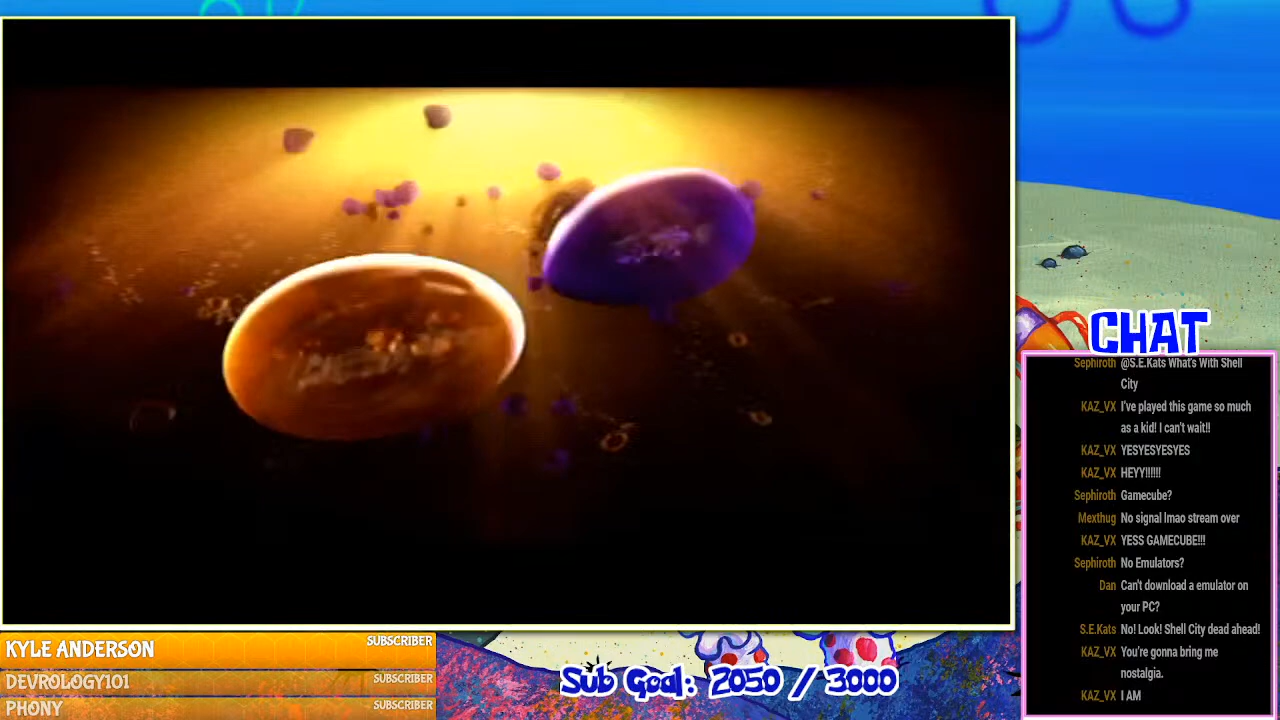 CHAT
Sephiroth @S.E.Kats What's With Shell
City
KAZ_VX I've played this game so much
as a kid! I can't wait!!
KAZ_VX YESYESYESYES
KAZ_VX HEYY!!!!!!
Sephiroth Gamecube?
Mexthug No signal lmao stream over
KAZ_VX YESS GAMECUBE!!!
Sephiroth No Emulators?
Dan Can't download a emulator on
your PC?
S.E.Kats No! Look! Shell City dead ahead!
KAZ_VX You're gonna bring me
nostalgia.
KAZ_VX I AM
KYLE ANDERSON SUBSCRIBER
DEVROLOGY101 SUBSCRIBER
PHONY SUBSCRIBER
Sub Goal: 2050 / 3000